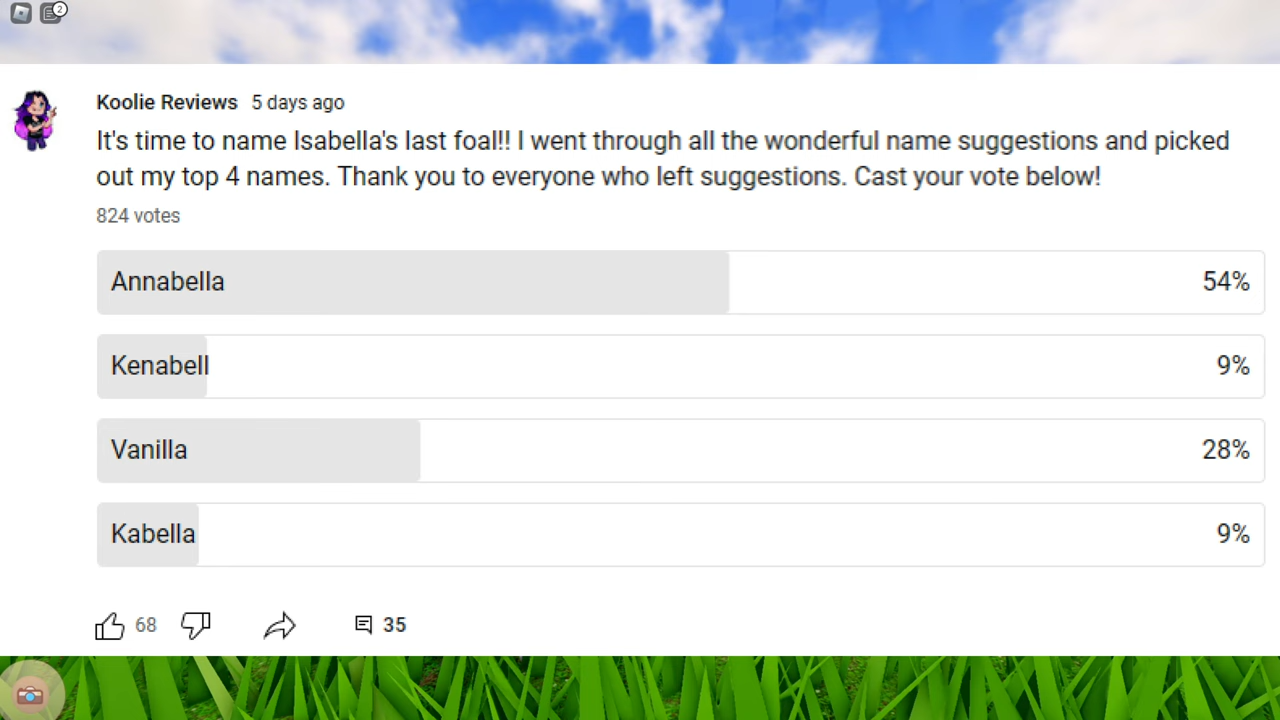 2
Koolie Reviews 5 days ago
It's time to name Isabella's last foal!! I went through all the wonderful name suggestions and picked
out my top 4 names. Thank you to everyone who left suggestions. Cast your vote below!
824 votes
Annabella 54%
Kenabell 9%
Vanilla 28%
Kabella 9%
68 35